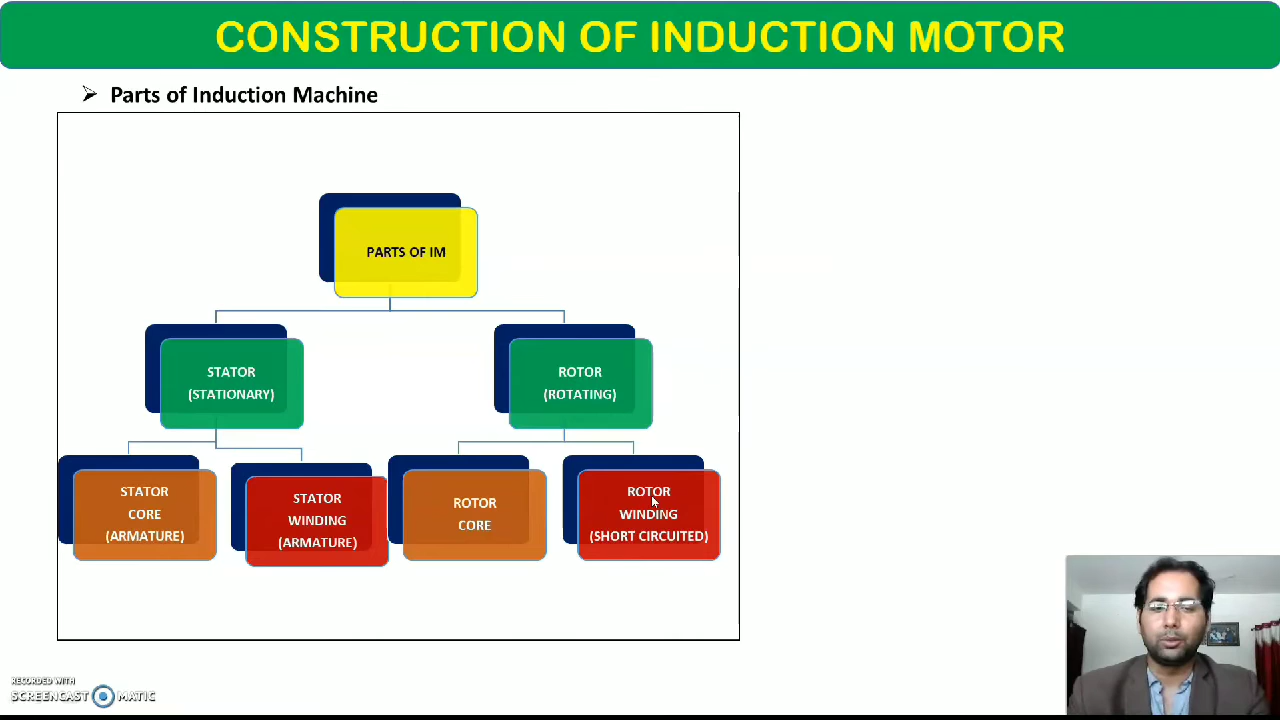 CONSTRUCTION OF INDUCTION MOTOR
Parts of Induction Machine
PARTS OF IM
STATOR
(STATIONARY)
ROTOR
(ROTATING)
STATOR
CORE
(ARMATURE)
STATOR
WINDING
(ARMATURE)
ROTOR
CORE
ROTOR
WINDING
(SHORT CIRCUITED)
RECORDED WITH
SCREENCAST MATIC